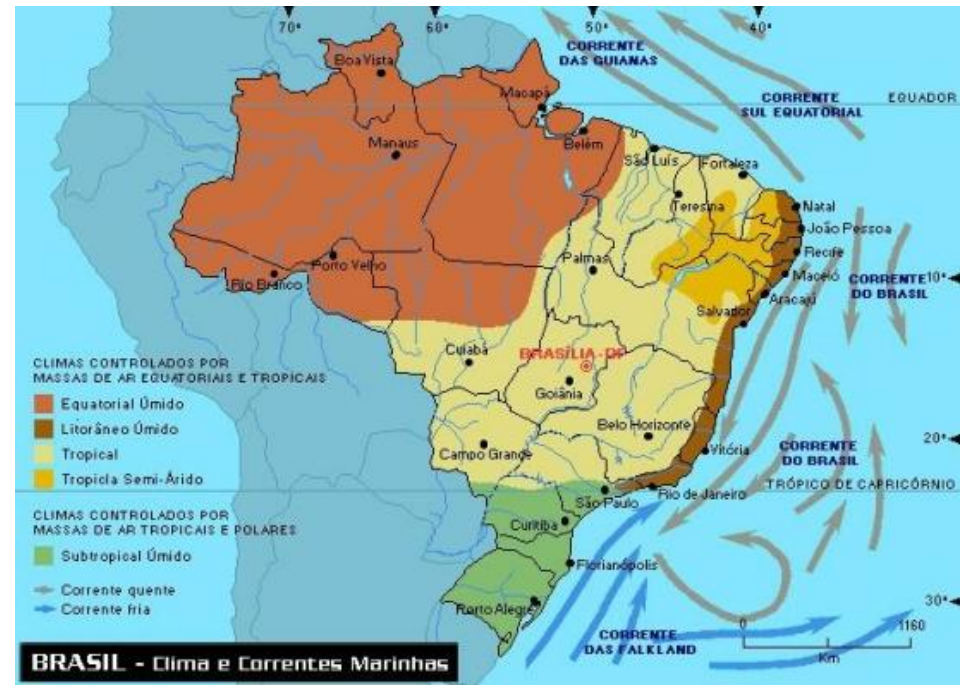 70°
60°
50°
40°
CORRENTE
DAS GUIANAS
Boa Vista
Macapá
CORRENTE
SUL EQUATORIAL
EQUADOR
Manaus
Belém
São Luís
Fortaleza
Teresina
Natal
João Pessoa
Recife
Porto Velho
Palmas
Maceió
CORRENTE
DO BRASIL
10°
Rio Branco
Aracajú
Salvador
Cuiabá
BRASÍLIA-DF
Goiânia
CLIMAS CONTROLADOS POR
MASSAS DE AR EQUATORIAIS E TROPICAIS
Equatorial Úmido
Litorâneo Úmido
Tropical
Tropicla Semi-Árido
Belo Horizonte
20°
Campo Grande
Vitória
CORRENTE
DO BRASIL
TRÓPICO DE CAPRICÓRNIO
São Paulo
Rio de Janeiro
CLIMAS CONTROLADOS POR
MASSAS DE AR TROPICAIS E POLARES
Subtropical Úmido
Curitiba
Florianópolis
Corrente quente
Corrente fria
Porto Alegre
30°
0
1160
Km
CORRENTE
DAS FALKLAND
BRASIL - Clima e Correntes Marinhas